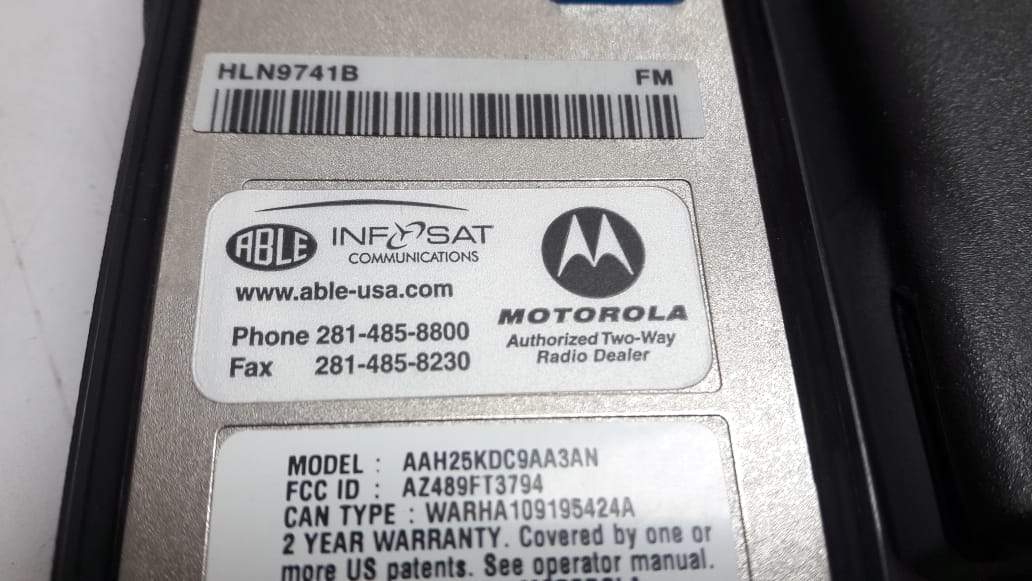 HLN9741B FM
ABLE INFOSAT
COMMUNICATIONS
www.able-usa.com
Phone 281-485-8800
Fax 281-485-8230
MOTOROLA
Authorized Two-Way
Radio Dealer
MODEL : AAH25KDC9AA3AN
FCC ID : AZ489FT3794
CAN TYPE : WARHA109195424A
2 YEAR WARRANTY. Covered by one or
more US patents. See operator manual.
MOTOROLA